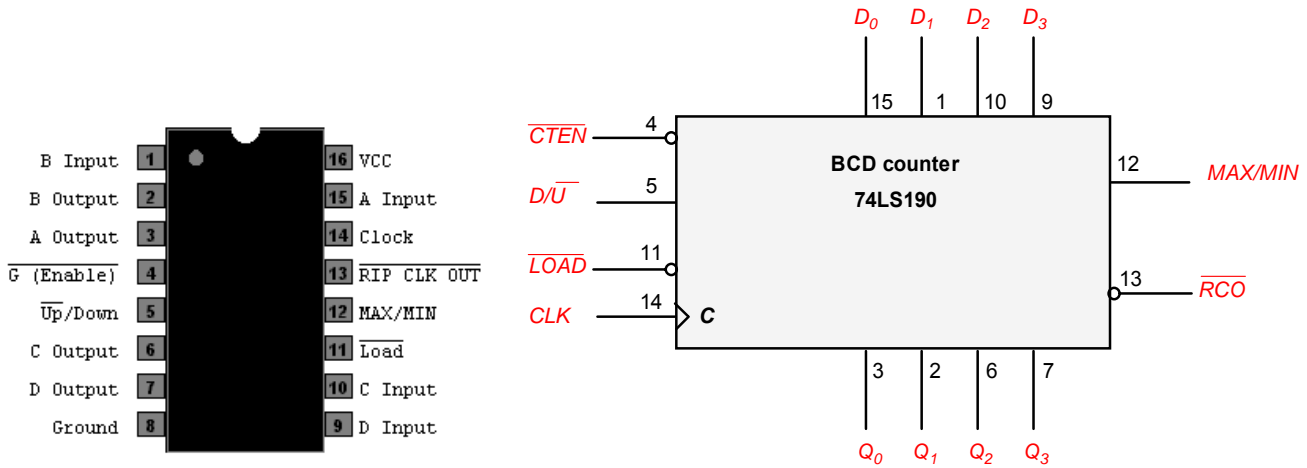 B Input 1
B Output 2
A Output 3
G (Enable) 4
Up/Down 5
C Output 6
D Output 7
Ground 8
16 VCC
15 A Input
14 Clock
13 RIP CLK OUT
12 MAX/MIN
11 Load
10 C Input
9 D Input
D0 D1 D2 D3
15 1 10 9
CTEN 4
D/U 5
LOAD 11
CLK 14 C
BCD counter
74LS190
12 MAX/MIN
13 RCO
3 2 6 7
Q0 Q1 Q2 Q3